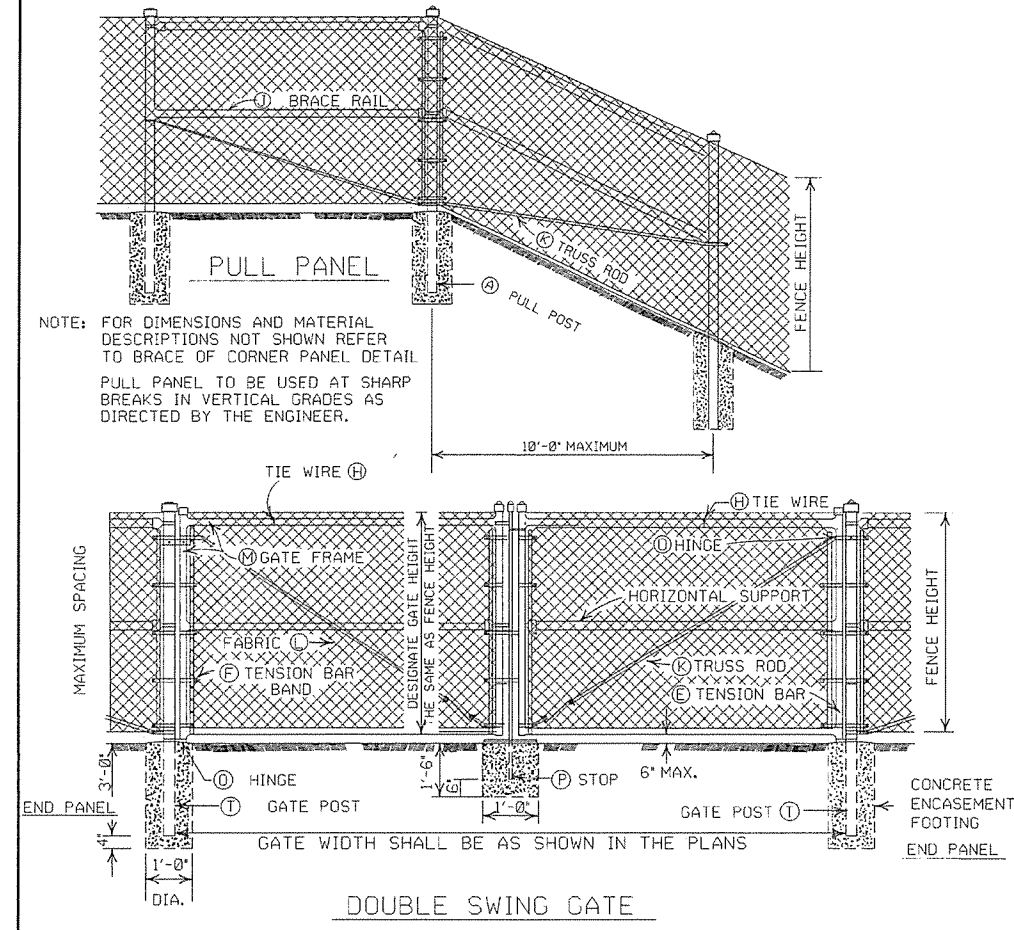 Ⓙ BRACE RAIL
Ⓚ TRUSS ROD
Ⓐ PULL POST
FENCE HEIGHT
PULL PANEL
NOTE: FOR DIMENSIONS AND MATERIAL
DESCRIPTIONS NOT SHOWN REFER
TO BRACE OF CORNER PANEL DETAIL
PULL PANEL TO BE USED AT SHARP
BREAKS IN VERTICAL GRADES AS
DIRECTED BY THE ENGINEER.
10'-0" MAXIMUM
TIE WIRE Ⓗ
Ⓗ TIE WIRE
MAXIMUM SPACING
Ⓜ GATE FRAME
DESIGNATE GATE HEIGHT
THE SAME AS FENCE HEIGHT
Ⓞ HINGE
HORIZONTAL SUPPORT
FENCE HEIGHT
FABRIC Ⓛ
Ⓕ TENSION BAR
BAND
Ⓚ TRUSS ROD
Ⓔ TENSION BAR
3'-0"
Ⓞ HINGE
1'-6"
6"
Ⓟ STOP
6" MAX.
END PANEL
Ⓣ GATE POST
1'-0"
GATE POST Ⓣ
CONCRETE
ENCASEMENT
FOOTING
4"
GATE WIDTH SHALL BE AS SHOWN IN THE PLANS
END PANEL
1'-0"
DIA.
DOUBLE SWING GATE